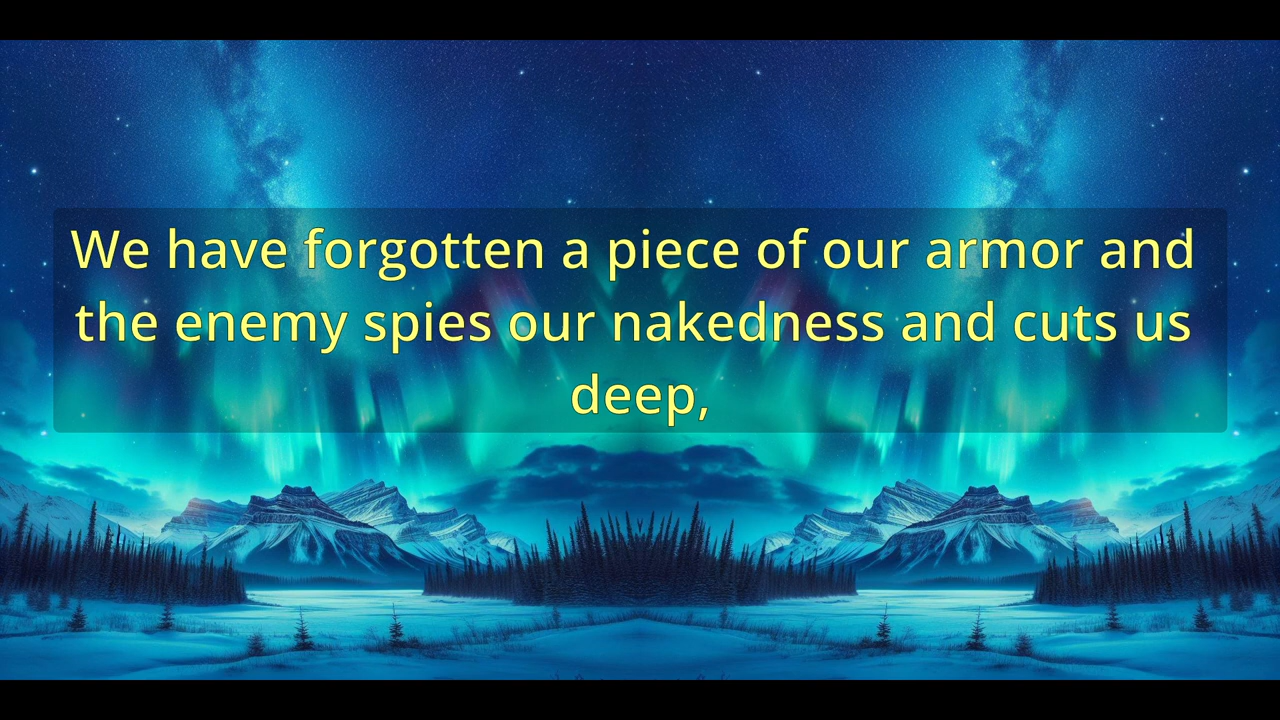 We have forgotten a piece of our armor and
the enemy spies our nakedness and cuts us
deep,